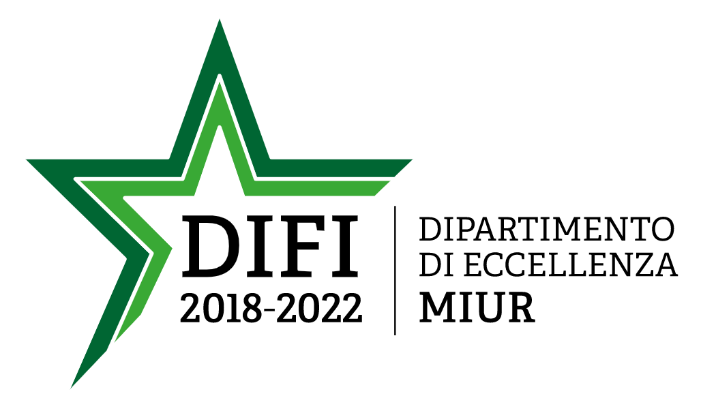 DIFI
2018-2022
DIPARTIMENTO
DI ECCELLENZA
MIUR